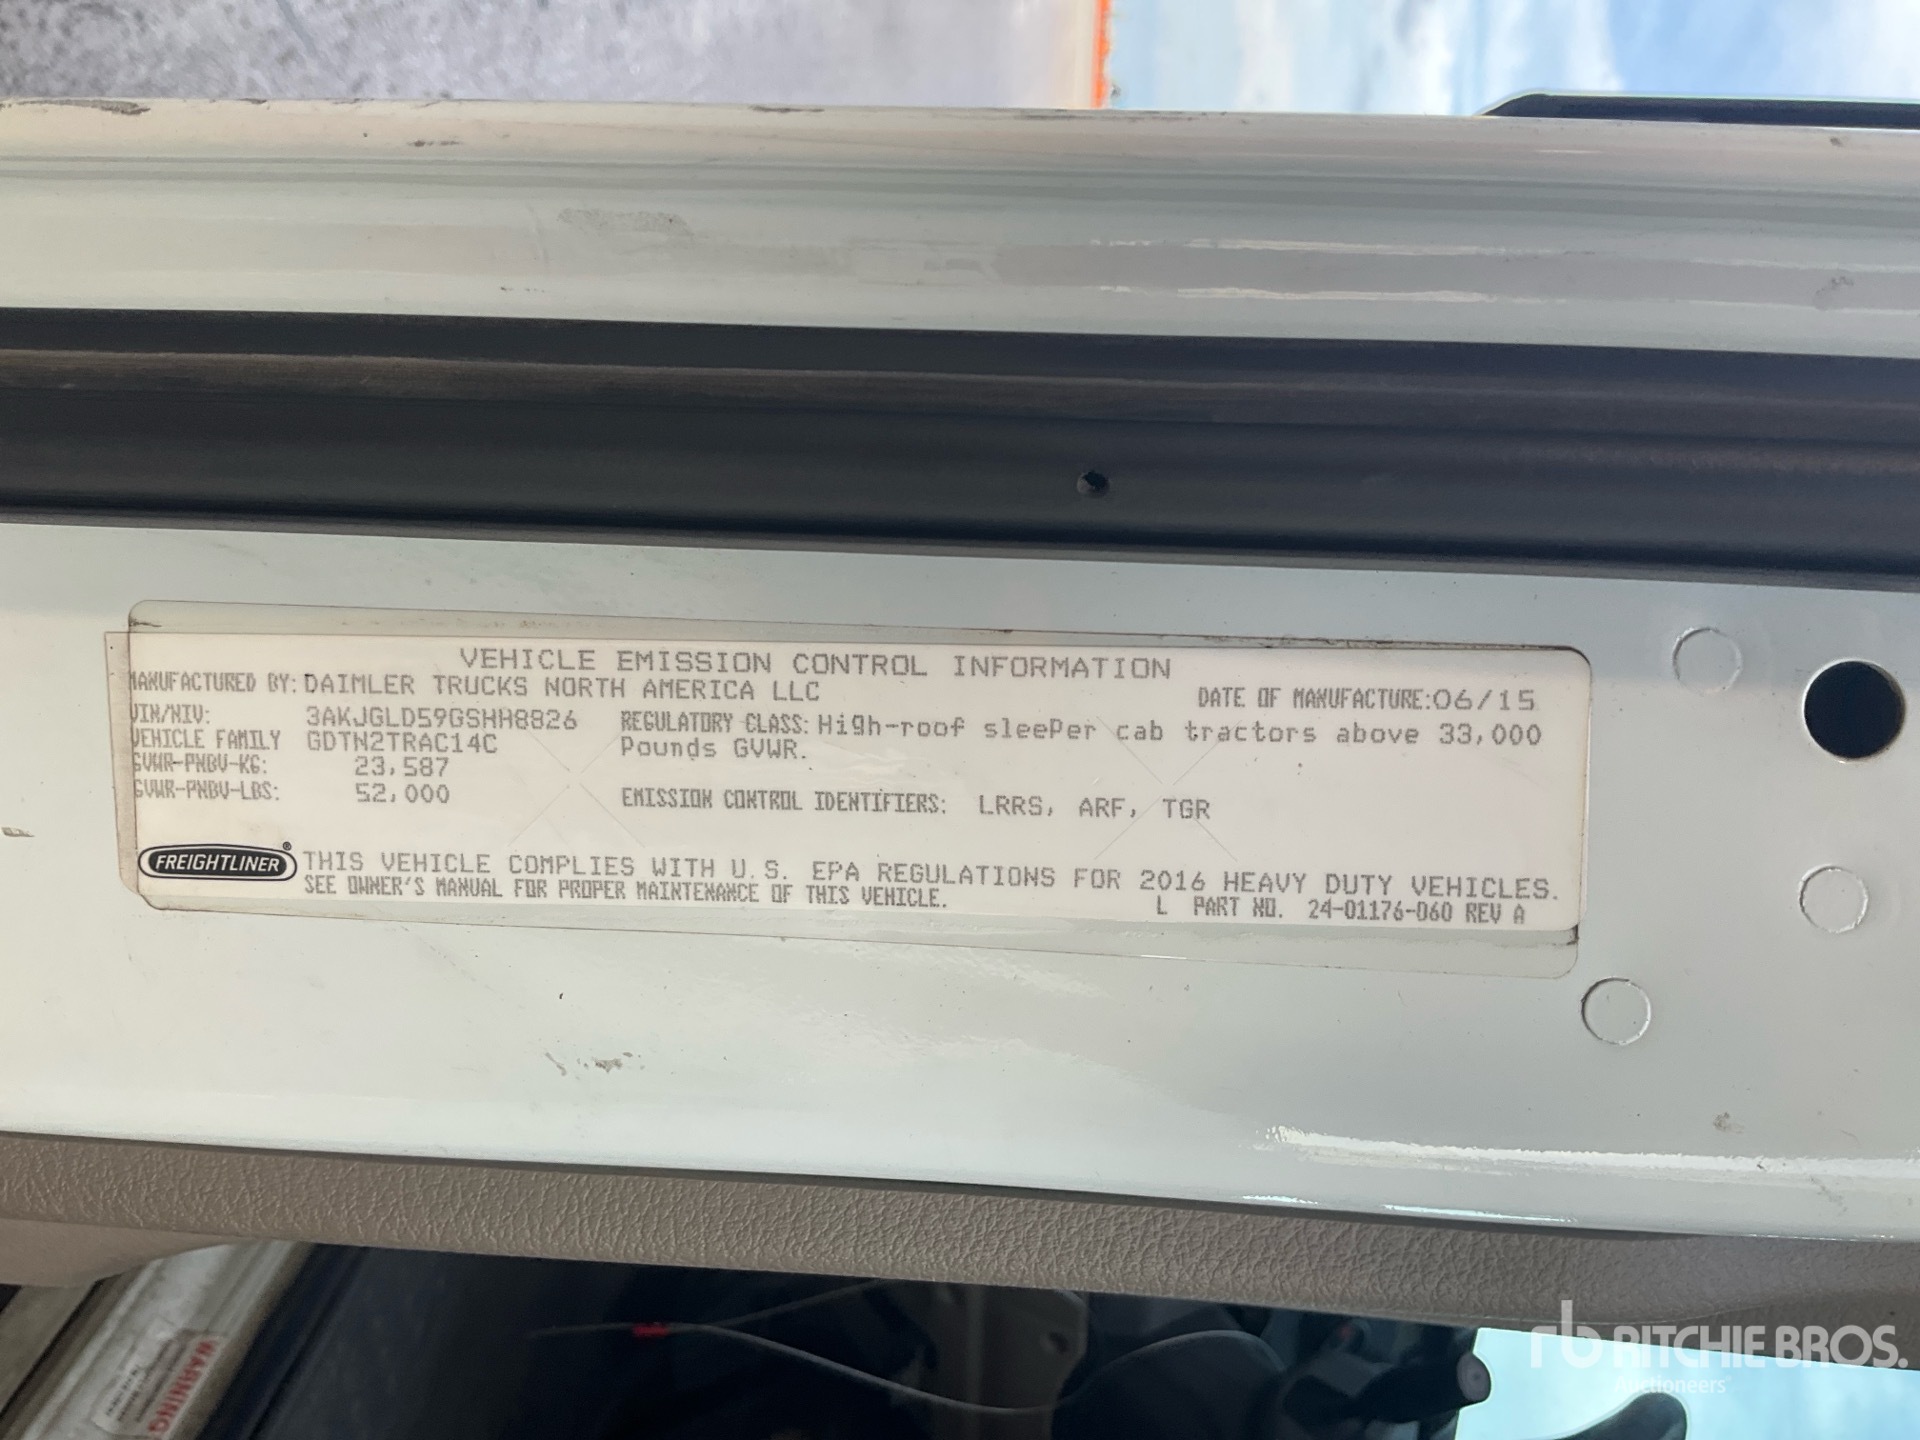 VEHICLE EMISSION CONTROL INFORMATION
MANUFACTURED BY: DAIMLER TRUCKS NORTH AMERICA LLC
DATE OF MANUFACTURE: 06/15
VIN/NIV: 3AKJGLD59GSHH8826
REGULATORY CLASS: High-roof sleeper cab tractors above 33,000
VEHICLE FAMILY GDTN2TRAC14C
Pounds GVWR.
GVWR-PNBV-KG: 23,587
GVWR-PNBV-LBS: 52,000
EMISSION CONTROL IDENTIFIERS: LRRS, ARF, TGR
FREIGHTLINER®
THIS VEHICLE COMPLIES WITH U.S. EPA REGULATIONS FOR 2016 HEAVY DUTY VEHICLES.
SEE OWNER'S MANUAL FOR PROPER MAINTENANCE OF THIS VEHICLE.
L PART NO. 24-01176-060 REV A
WARNING
rb RITCHIE BROS.
Auctioneers